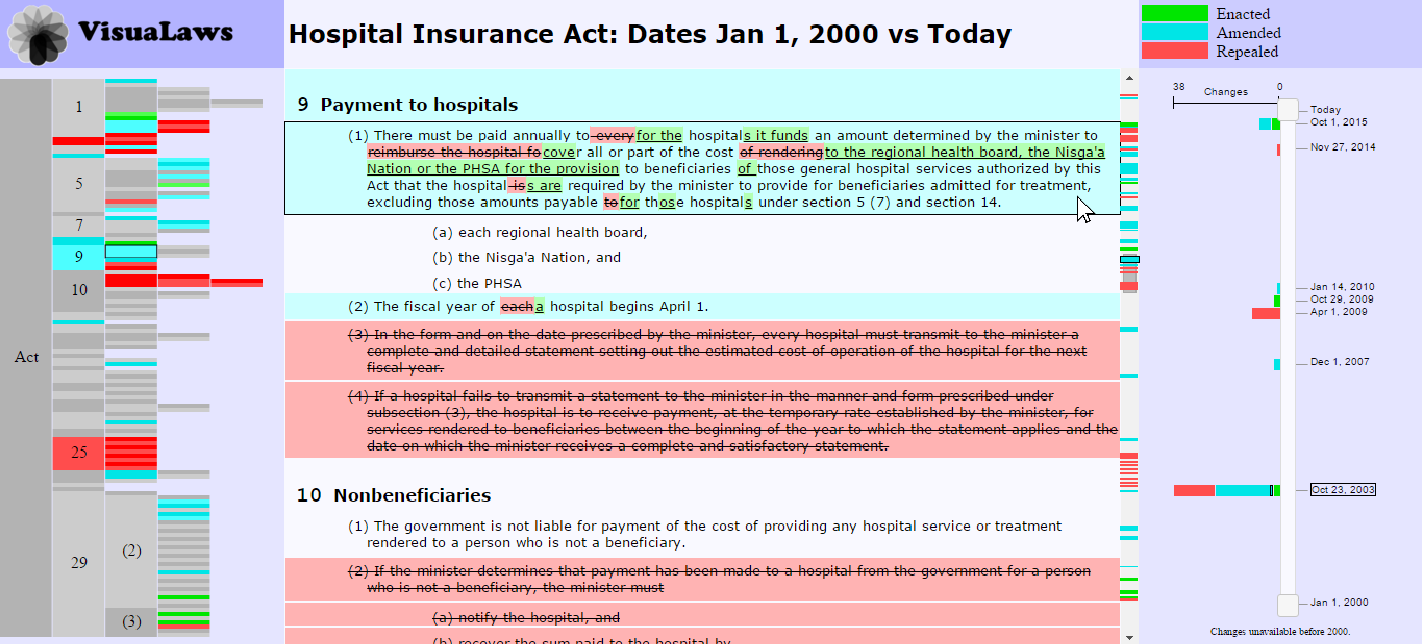 VisuaLaws
Hospital Insurance Act: Dates Jan 1, 2000 vs Today
Enacted
Amended
Repealed
1
5
7
9
10
Act
25
29
(2)
(3)
9 Payment to hospitals
(1) There must be paid annually to every for the hospitals it funds an amount determined by the minister to
reimburse the hospital fo cover all or part of the cost of rendering to the regional health board, the Nisga'a
Nation or the PHSA for the provision to beneficiaries of those general hospital services authorized by this
Act that the hospital is s are required by the minister to provide for beneficiaries admitted for treatment,
excluding those amounts payable to for those hospitals under section 5 (7) and section 14.
(a) each regional health board,
(b) the Nisga'a Nation, and
(c) the PHSA
(2) The fiscal year of each a hospital begins April 1.
(3) In the form and on the date prescribed by the minister, every hospital must transmit to the minister a
complete and detailed statement setting out the estimated cost of operation of the hospital for the next
fiscal year.
(4) If a hospital fails to transmit a statement to the minister in the manner and form prescribed under
subsection (3), the hospital is to receive payment, at the temporary rate established by the minister, for
services rendered to beneficiaries between the beginning of the year to which the statement applies and the
date on which the minister receives a complete and satisfactory statement.
10 Nonbeneficiaries
(1) The government is not liable for payment of the cost of providing any hospital service or treatment
rendered to a person who is not a beneficiary.
(2) If the minister determines that payment has been made to a hospital from the government for a person
who is not a beneficiary, the minister must
(a) notify the hospital, and
(b) recover the sum paid to the hospital by
38 Changes 0
Today
Oct 1, 2015
Nov 27, 2014
Jan 14, 2010
Oct 29, 2009
Apr 1, 2009
Dec 1, 2007
Oct 23, 2003
Jan 1, 2000
Changes unavailable before 2000.